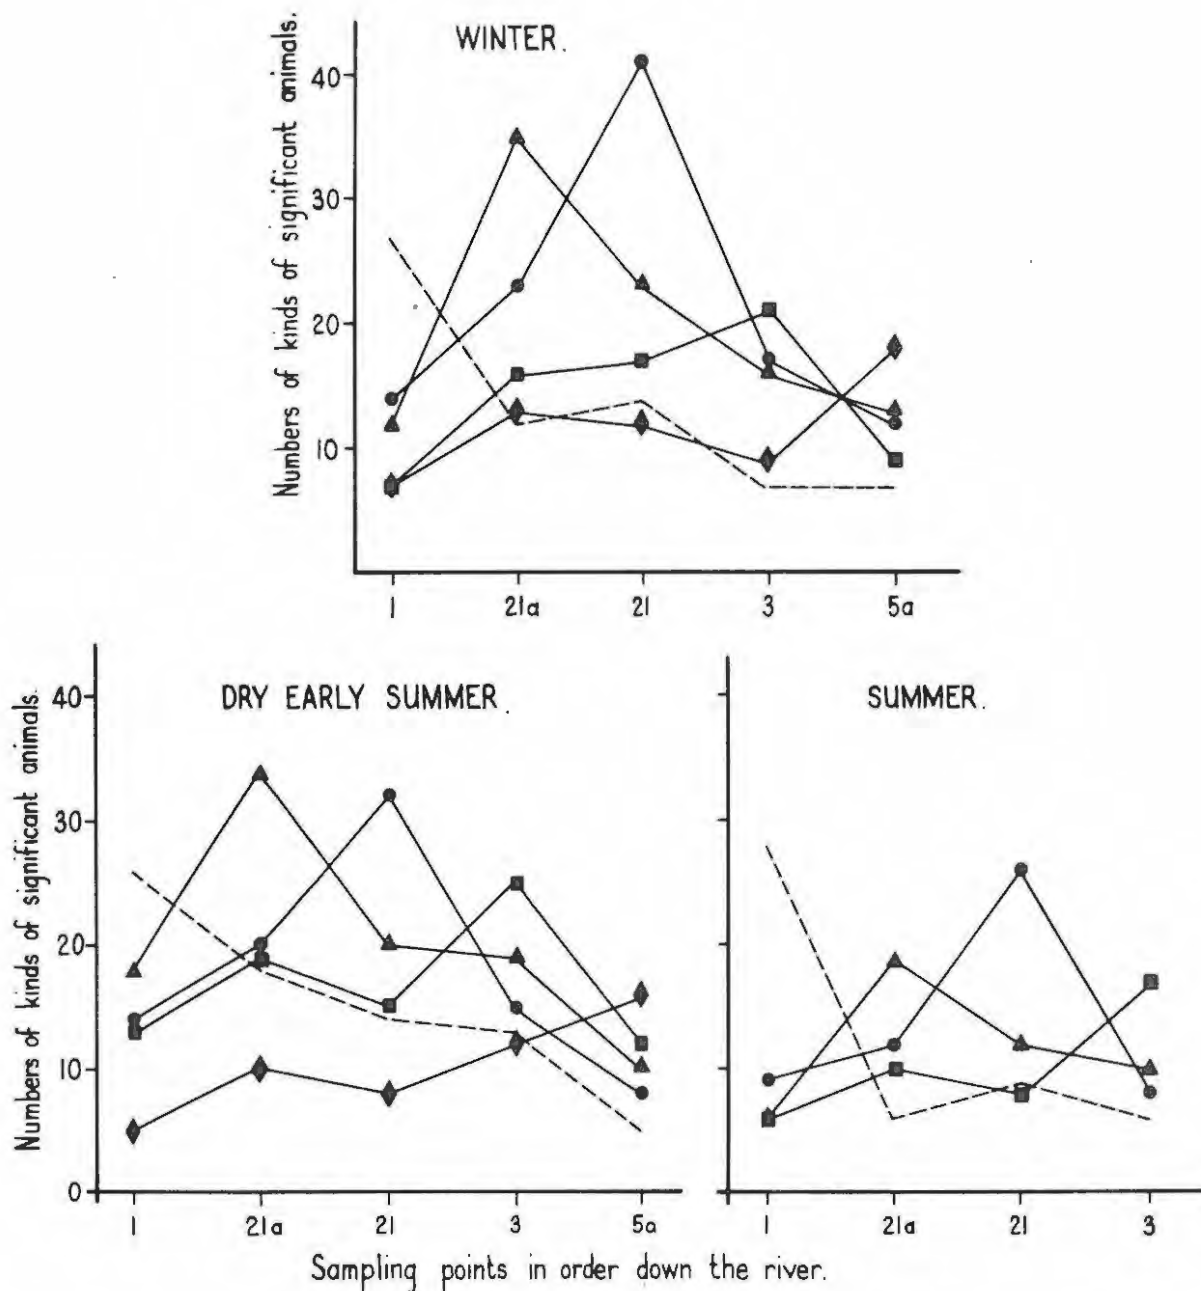 WINTER.
Numbers of kinds of significant animals.
40
30
20
10
1 21a 21 3 5a
DRY EARLY SUMMER.
Numbers of kinds of significant animals.
40
30
20
10
0
1 21a 21 3 5a
SUMMER.
1 21a 21 3
Sampling points in order down the river.